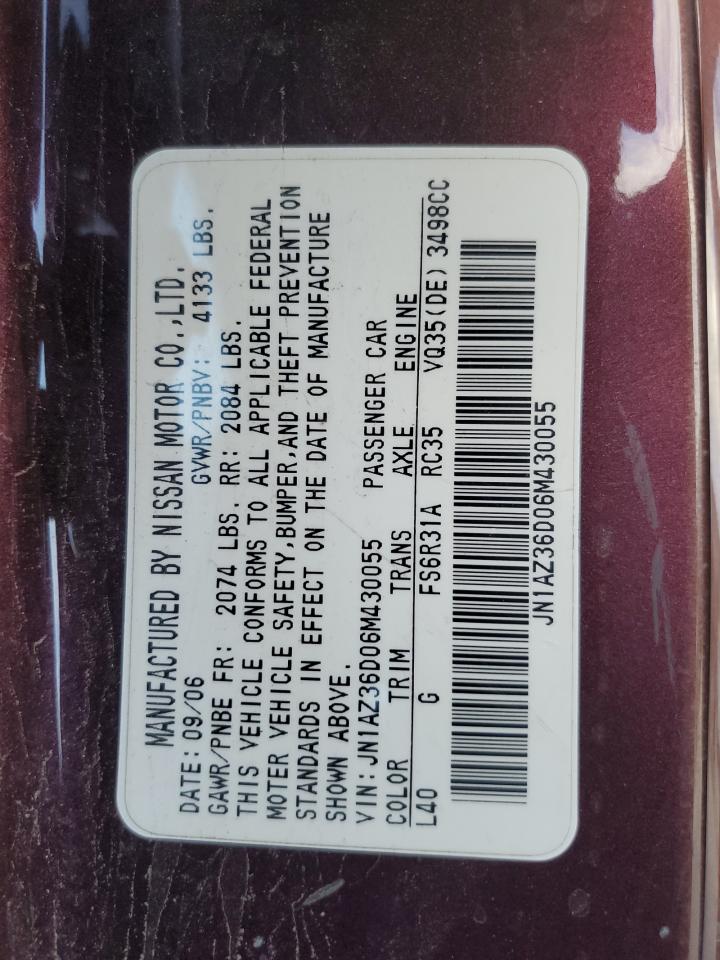 MANUFACTURED BY NISSAN MOTOR CO.,LTD.
DATE: 09/06 GVWR/PNBV: 4133 LBS.
GAWR/PNBE FR: 2074 LBS. RR: 2084 LBS.
THIS VEHICLE CONFORMS TO ALL APPLICABLE FEDERAL
MOTER VEHICLE SAFETY,BUMPER,AND THEFT PREVENTION
STANDARDS IN EFFECT ON THE DATE OF MANUFACTURE
SHOWN ABOVE.
VIN: JN1AZ36D06M430055 PASSENGER CAR
COLOR TRIM TRANS AXLE ENGINE
L40 G FS6R31A RC35 VQ35(DE) 3498CC
JN1AZ36D06M430055